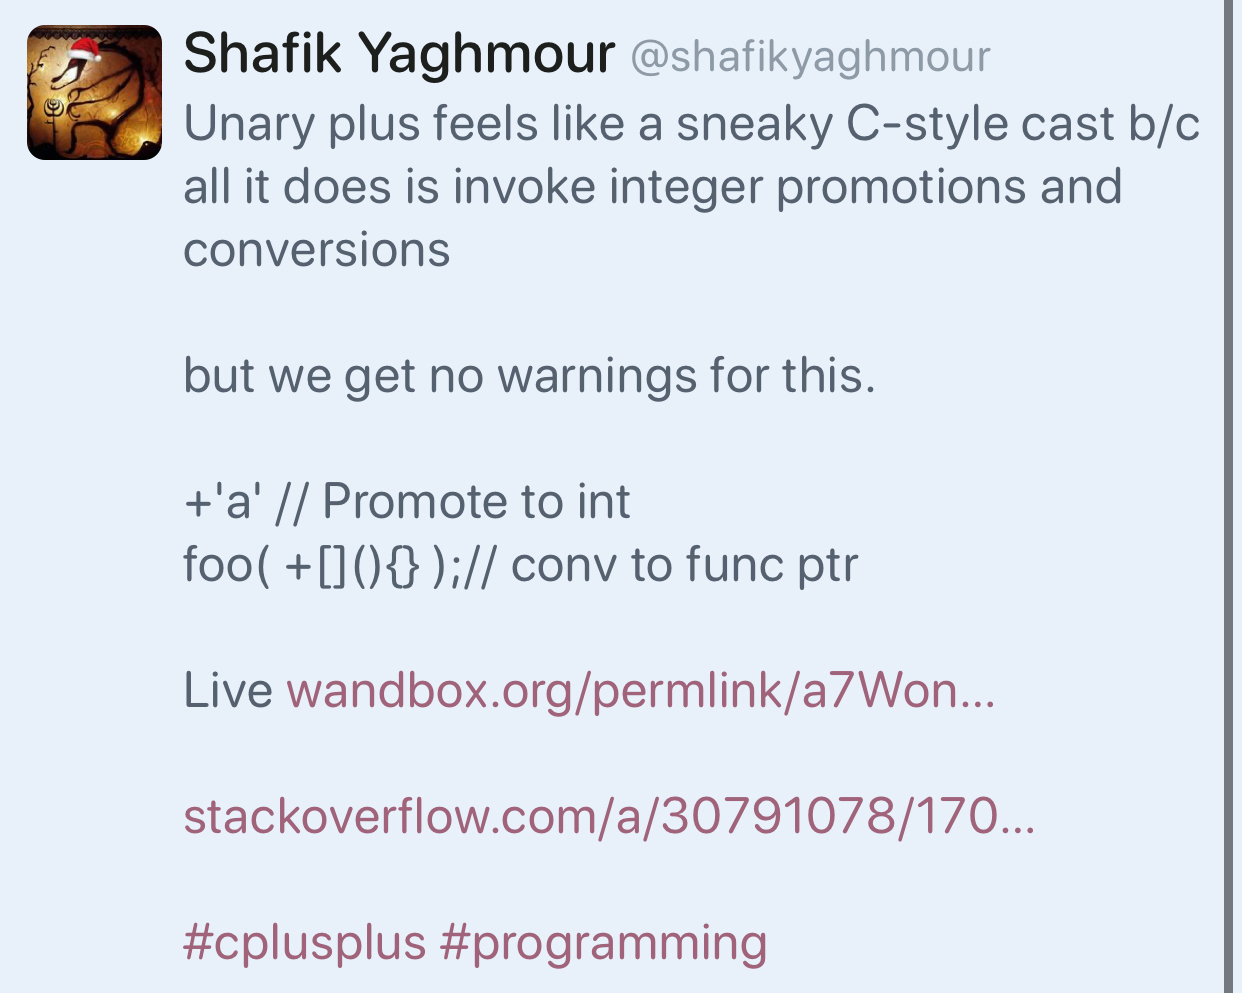 Shafik Yaghmour @shafikyaghmour
Unary plus feels like a sneaky C-style cast b/c
all it does is invoke integer promotions and
conversions
but we get no warnings for this.
+'a' // Promote to int
foo( +[](){} );// conv to func ptr
Live wandbox.org/permlink/a7Won...
stackoverflow.com/a/30791078/170...
#cplusplus #programming